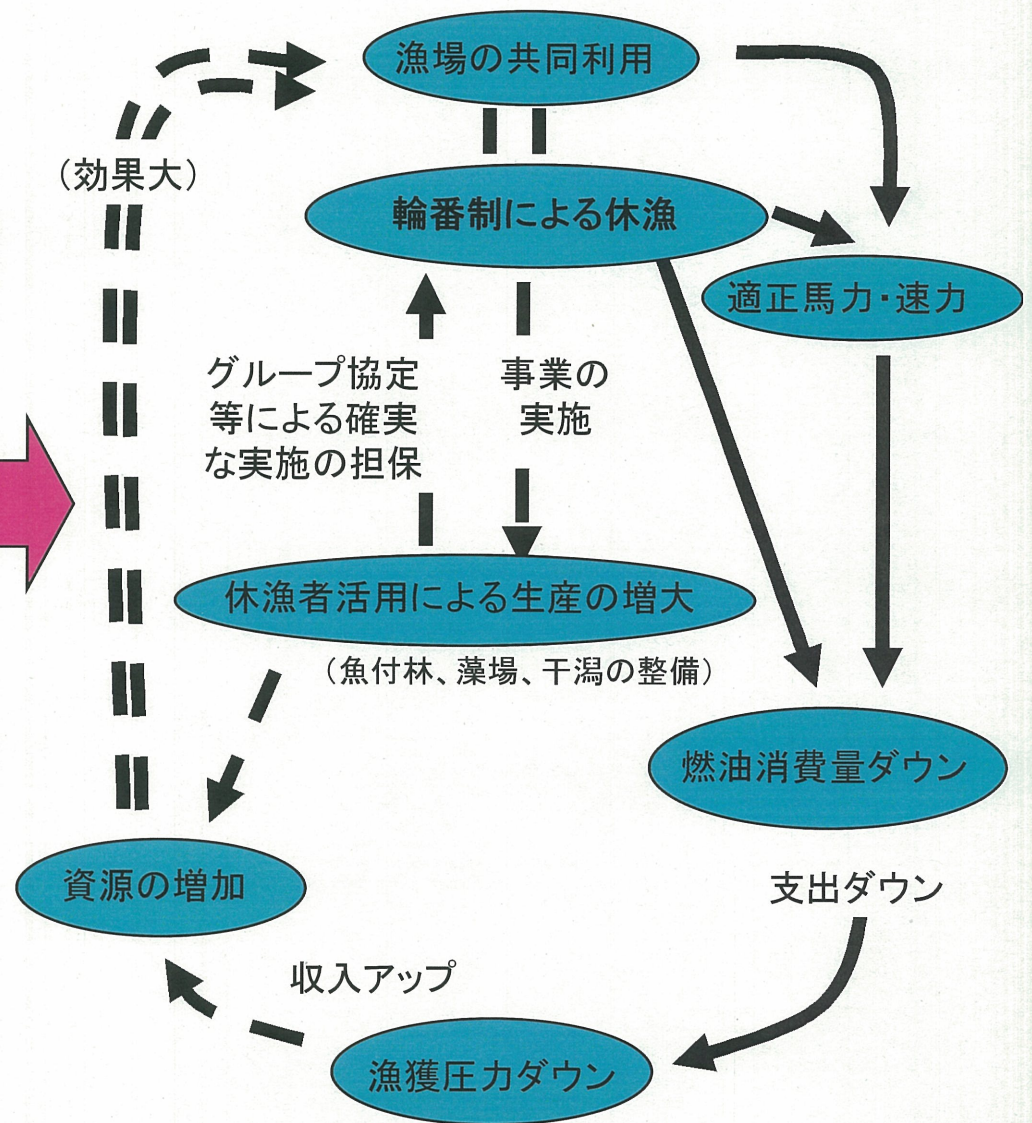 漁場の共同利用
(効果大)
輪番制による休漁
適正馬力・速力
グループ協定
等による確実
な実施の担保
事業の
実施
休漁者活用による生産の増大
(魚付林、藻場、干潟の整備)
燃油消費量ダウン
資源の増加
支出ダウン
収入アップ
漁獲圧力ダウン